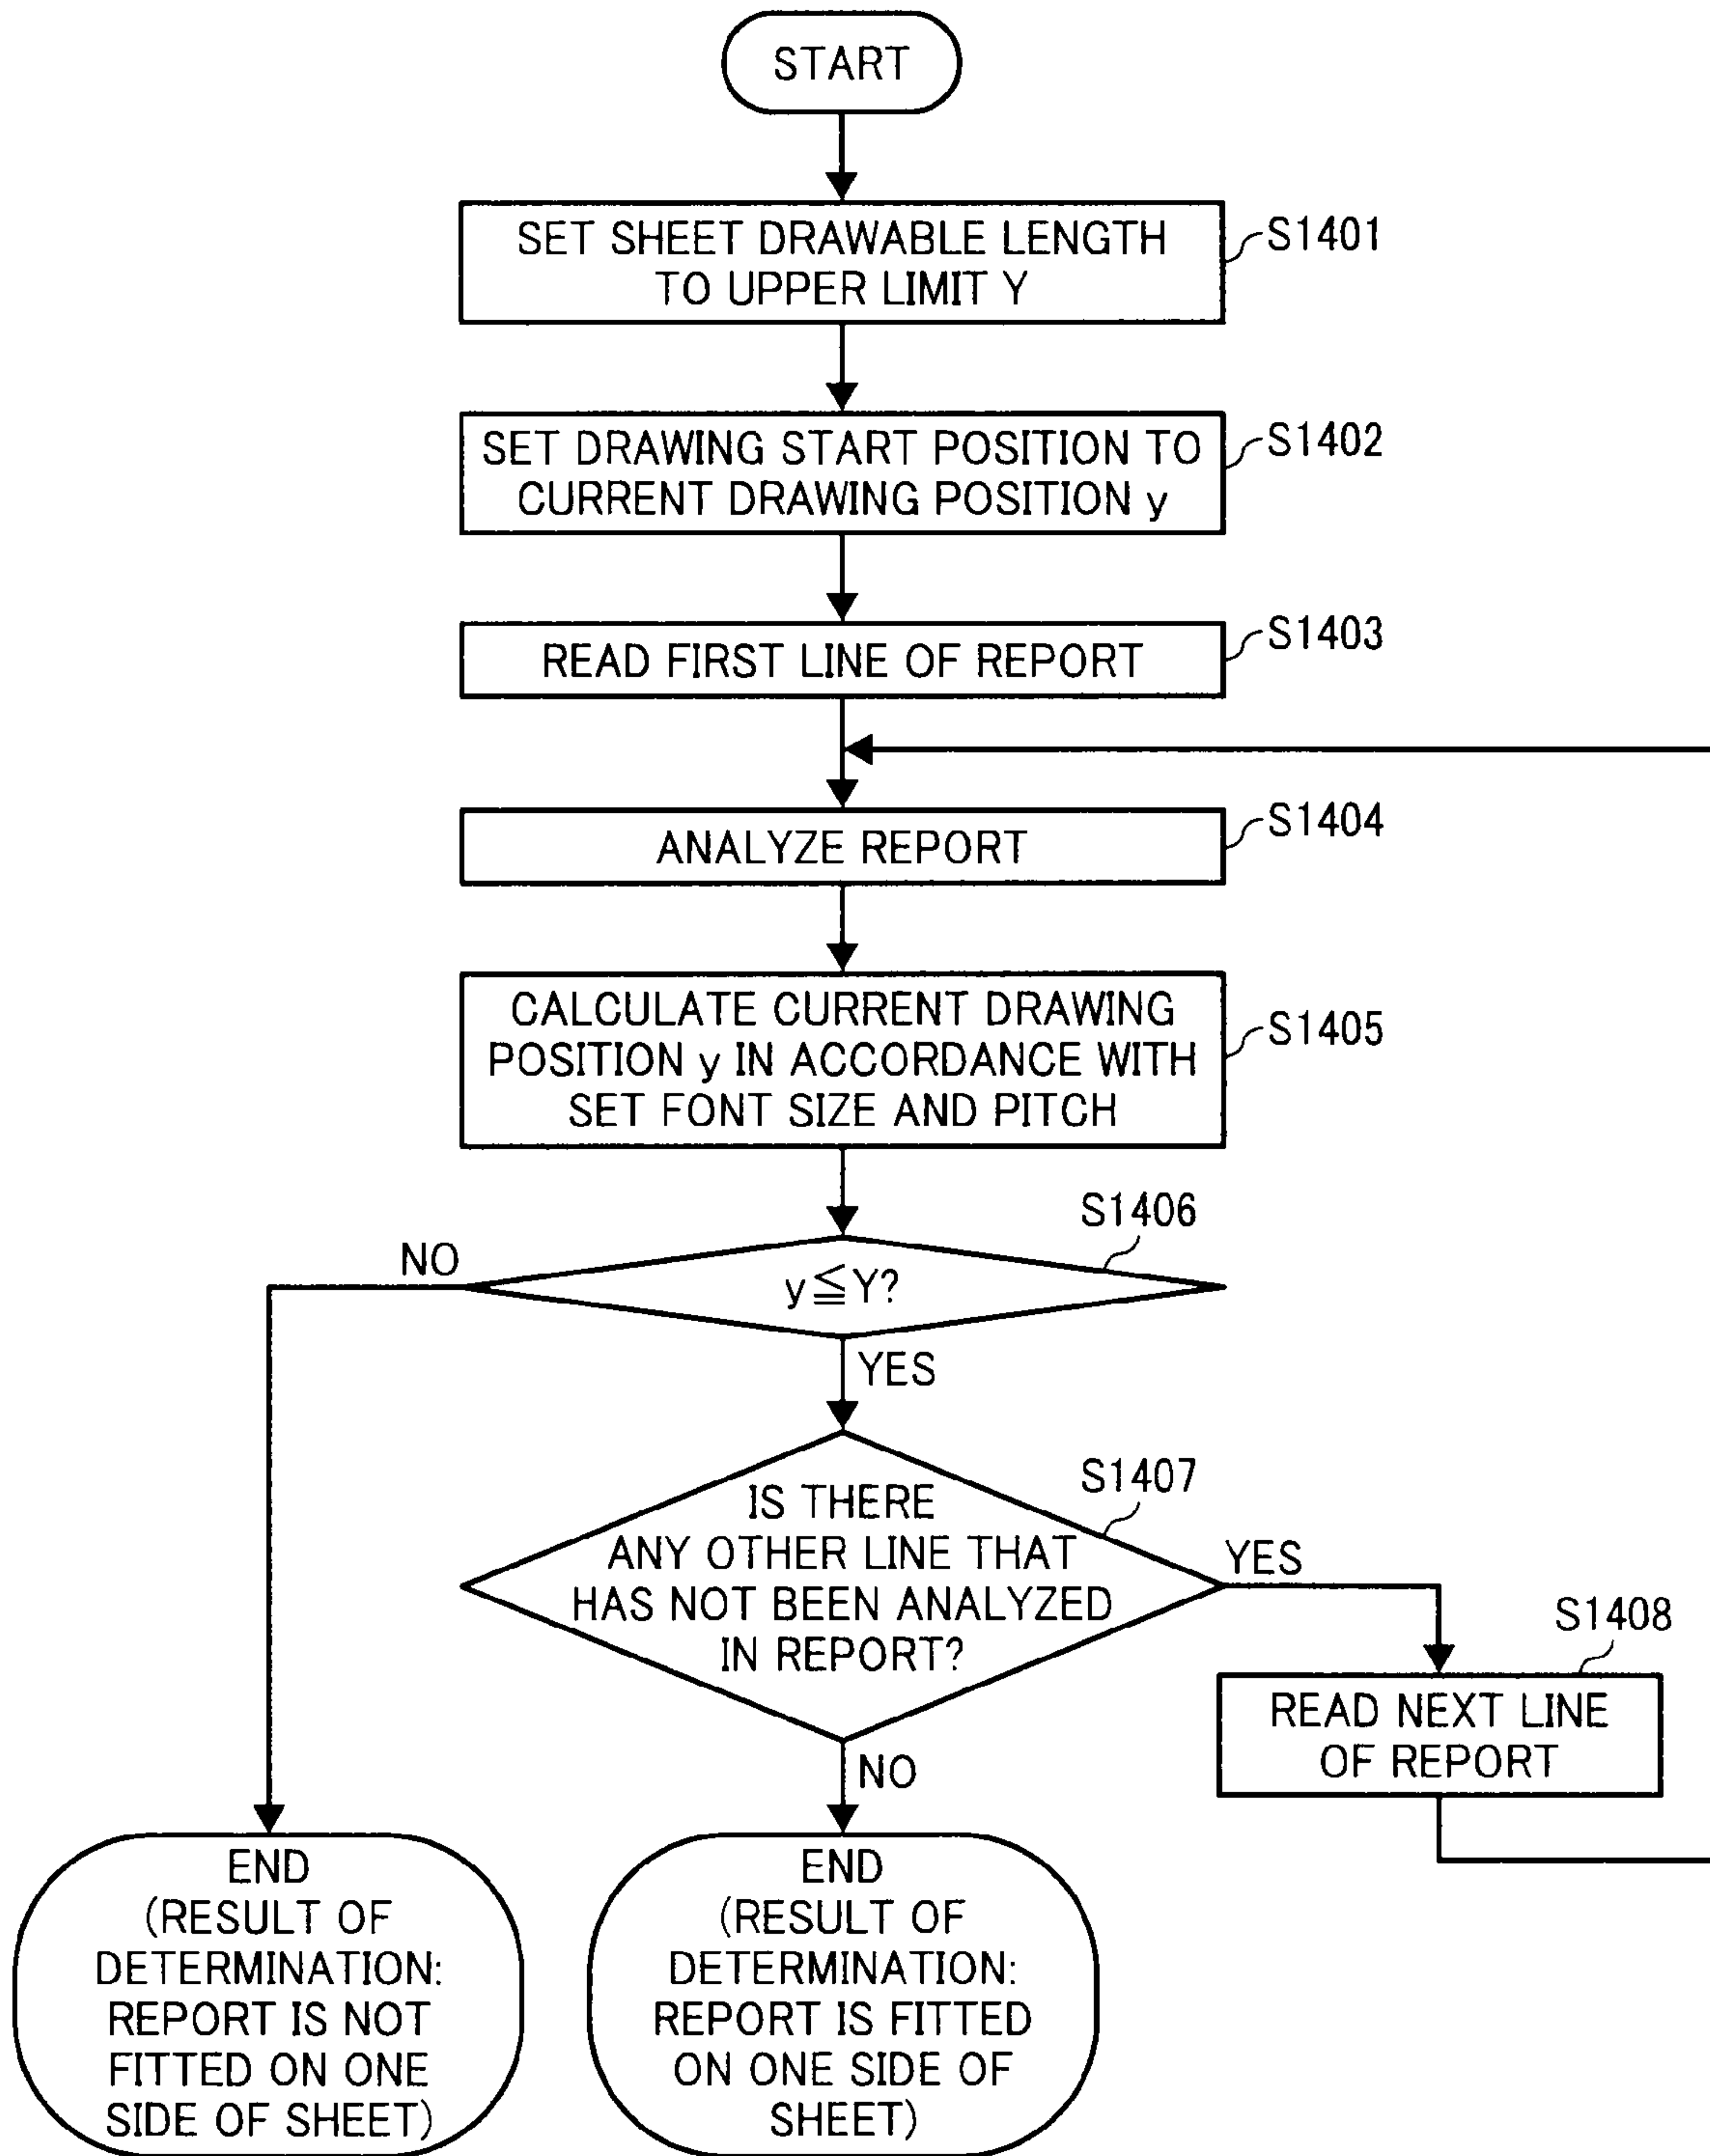 START
SET SHEET DRAWABLE LENGTH
TO UPPER LIMIT Y
S1401
SET DRAWING START POSITION TO
CURRENT DRAWING POSITION y
S1402
READ FIRST LINE OF REPORT
S1403
ANALYZE REPORT
S1404
CALCULATE CURRENT DRAWING
POSITION y IN ACCORDANCE WITH
SET FONT SIZE AND PITCH
S1405
S1406
NO
y≦Y?
YES
S1407
IS THERE
ANY OTHER LINE THAT
HAS NOT BEEN ANALYZED
IN REPORT?
YES
S1408
READ NEXT LINE
OF REPORT
NO
END
(RESULT OF
DETERMINATION:
REPORT IS NOT
FITTED ON ONE
SIDE OF SHEET)
END
(RESULT OF
DETERMINATION:
REPORT IS FITTED
ON ONE SIDE OF
SHEET)